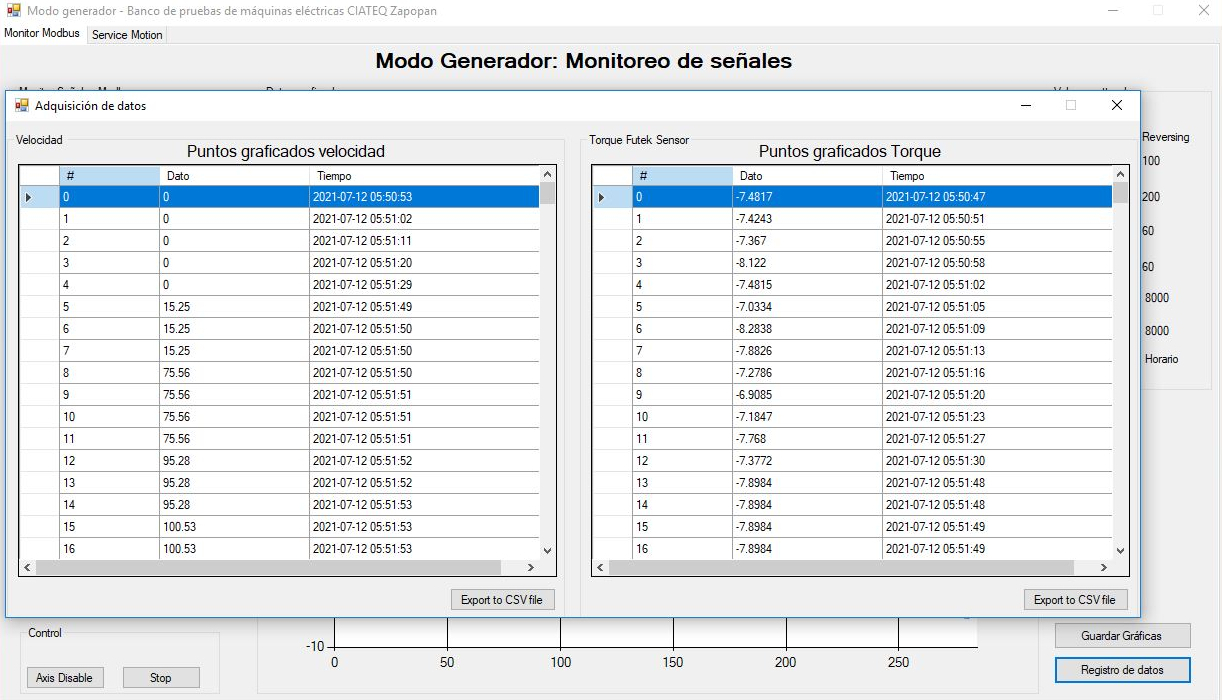 Modo generador - Banco de pruebas de máquinas eléctricas CIATEQ Zapopan
Monitor Modbus
Service Motion
Modo Generador: Monitoreo de señales
Adquisición de datos
Velocidad
Puntos graficados velocidad
# Dato Tiempo
0 0 2021-07-12 05:50:53
1 0 2021-07-12 05:51:02
2 0 2021-07-12 05:51:11
3 0 2021-07-12 05:51:20
4 0 2021-07-12 05:51:29
5 15.25 2021-07-12 05:51:49
6 15.25 2021-07-12 05:51:50
7 15.25 2021-07-12 05:51:50
8 75.56 2021-07-12 05:51:50
9 75.56 2021-07-12 05:51:51
10 75.56 2021-07-12 05:51:51
11 75.56 2021-07-12 05:51:51
12 95.28 2021-07-12 05:51:52
13 95.28 2021-07-12 05:51:52
14 95.28 2021-07-12 05:51:53
15 100.53 2021-07-12 05:51:53
16 100.53 2021-07-12 05:51:53
Export to CSV file
Torque Futek Sensor
Puntos graficados Torque
# Dato Tiempo
0 -7.4817 2021-07-12 05:50:47
1 -7.4243 2021-07-12 05:50:51
2 -7.367 2021-07-12 05:50:55
3 -8.122 2021-07-12 05:50:58
4 -7.4815 2021-07-12 05:51:02
5 -7.0334 2021-07-12 05:51:05
6 -8.2838 2021-07-12 05:51:09
7 -7.8826 2021-07-12 05:51:13
8 -7.2786 2021-07-12 05:51:16
9 -6.9085 2021-07-12 05:51:20
10 -7.1847 2021-07-12 05:51:23
11 -7.768 2021-07-12 05:51:27
12 -7.3772 2021-07-12 05:51:30
13 -7.8984 2021-07-12 05:51:48
14 -7.8984 2021-07-12 05:51:48
15 -7.8984 2021-07-12 05:51:49
16 -7.8984 2021-07-12 05:51:49
Export to CSV file
Reversing
100
200
60
60
8000
8000
Horario
Control
Axis Disable
Stop
-10
0 50 100 150 200 250
Guardar Gráficas
Registro de datos